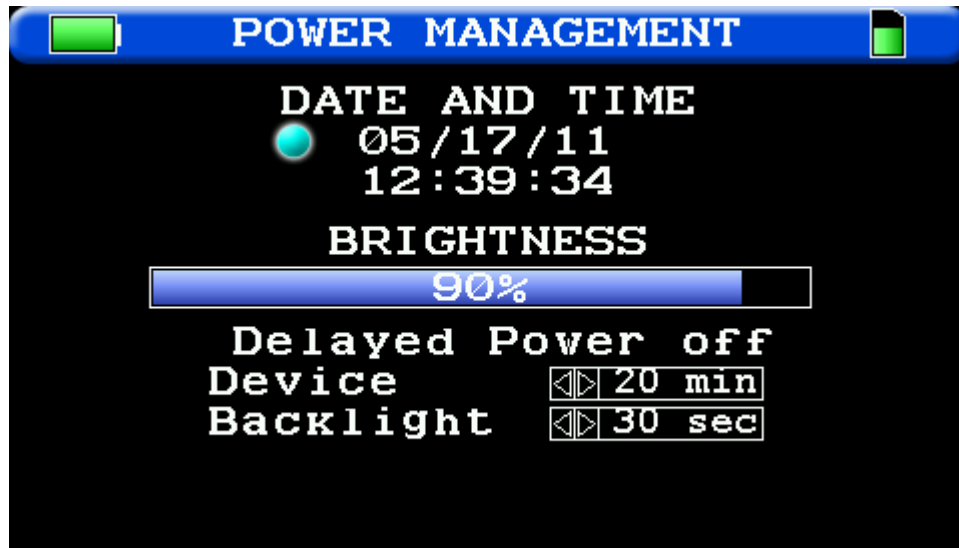 POWER MANAGEMENT
DATE AND TIME
05/17/11
12:39:34
BRIGHTNESS
90%
Delayed Power off
Device 20 min
Backlight 30 sec